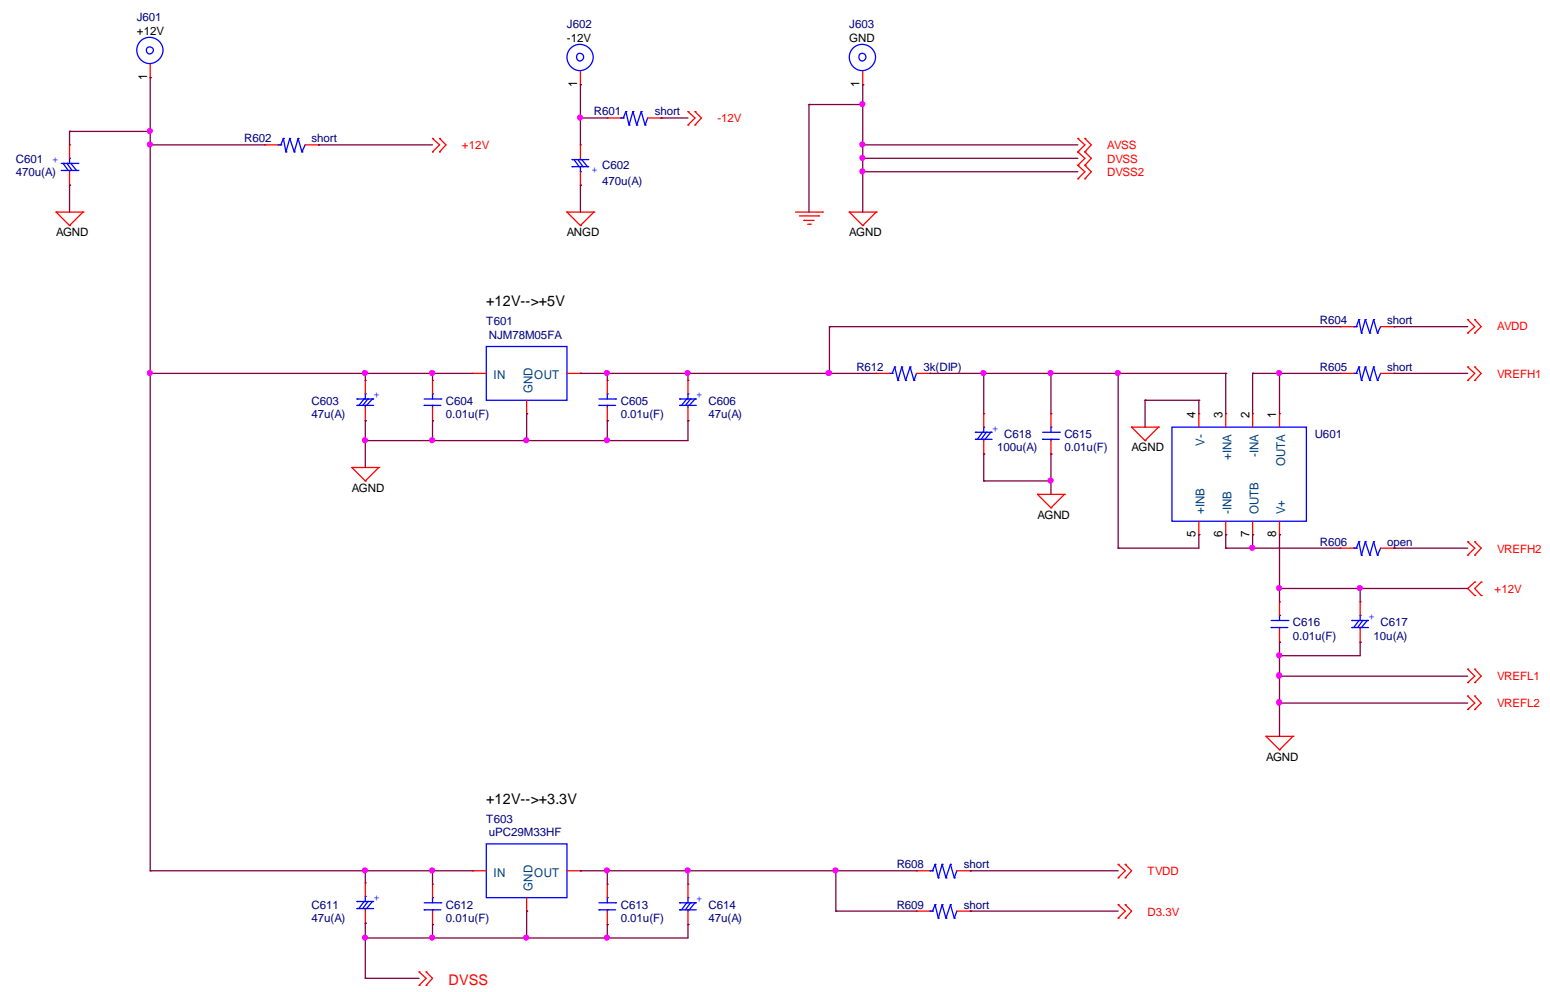 J601
+12V
1
J602
-12V
1
J603
GND
1
R601 short -12V
R602 short +12V
C601 +
470u(A)
AGND
C602
+
470u(A)
ANGD
AVSS
DVSS
DVSS2
AGND
+12V-->+5V
T601
NJM78M05FA
IN GND OUT
R604 short AVDD
R612 3k(DIP)
R605 short VREFH1
C603 +
47u(A)
C604
0.01u(F)
C605
0.01u(F)
C606 +
47u(A)
AGND
C618 +
100u(A)
C615
0.01u(F)
AGND
AGND
4 3 2 1
U601
V- +INA -INA OUTA
+INB -INB OUTB V+
5 6 7 8
R606 open VREFH2
+12V
C616
0.01u(F)
C617 +
10u(A)
VREFL1
VREFL2
AGND
+12V-->+3.3V
T603
uPC29M33HF
IN GND OUT
R608 short TVDD
R609 short D3.3V
C611 +
47u(A)
C612
0.01u(F)
C613
0.01u(F)
C614 +
47u(A)
DVSS